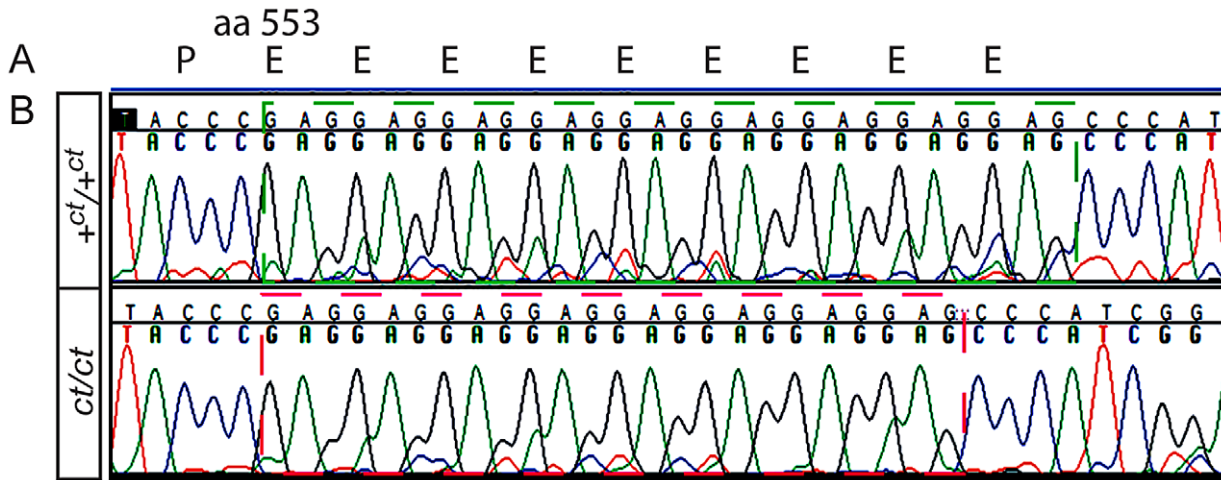 aa 553
A P E E E E E E E E E
B
+ct/+ct
T A C C C G A G G A G G A G G A G G A G G A G G A G G A G G A G C C C A T
T A C C C G A G G A G G A G G A G G A G G A G G A G G A G G A G C C C A T
ct/ct
T A C C C G A G G A G G A G G A G G A G G A G G A G G A G C C C A T C G G
T A C C C G A G G A G G A G G A G G A G G A G G A G G A G C C C A T C G G